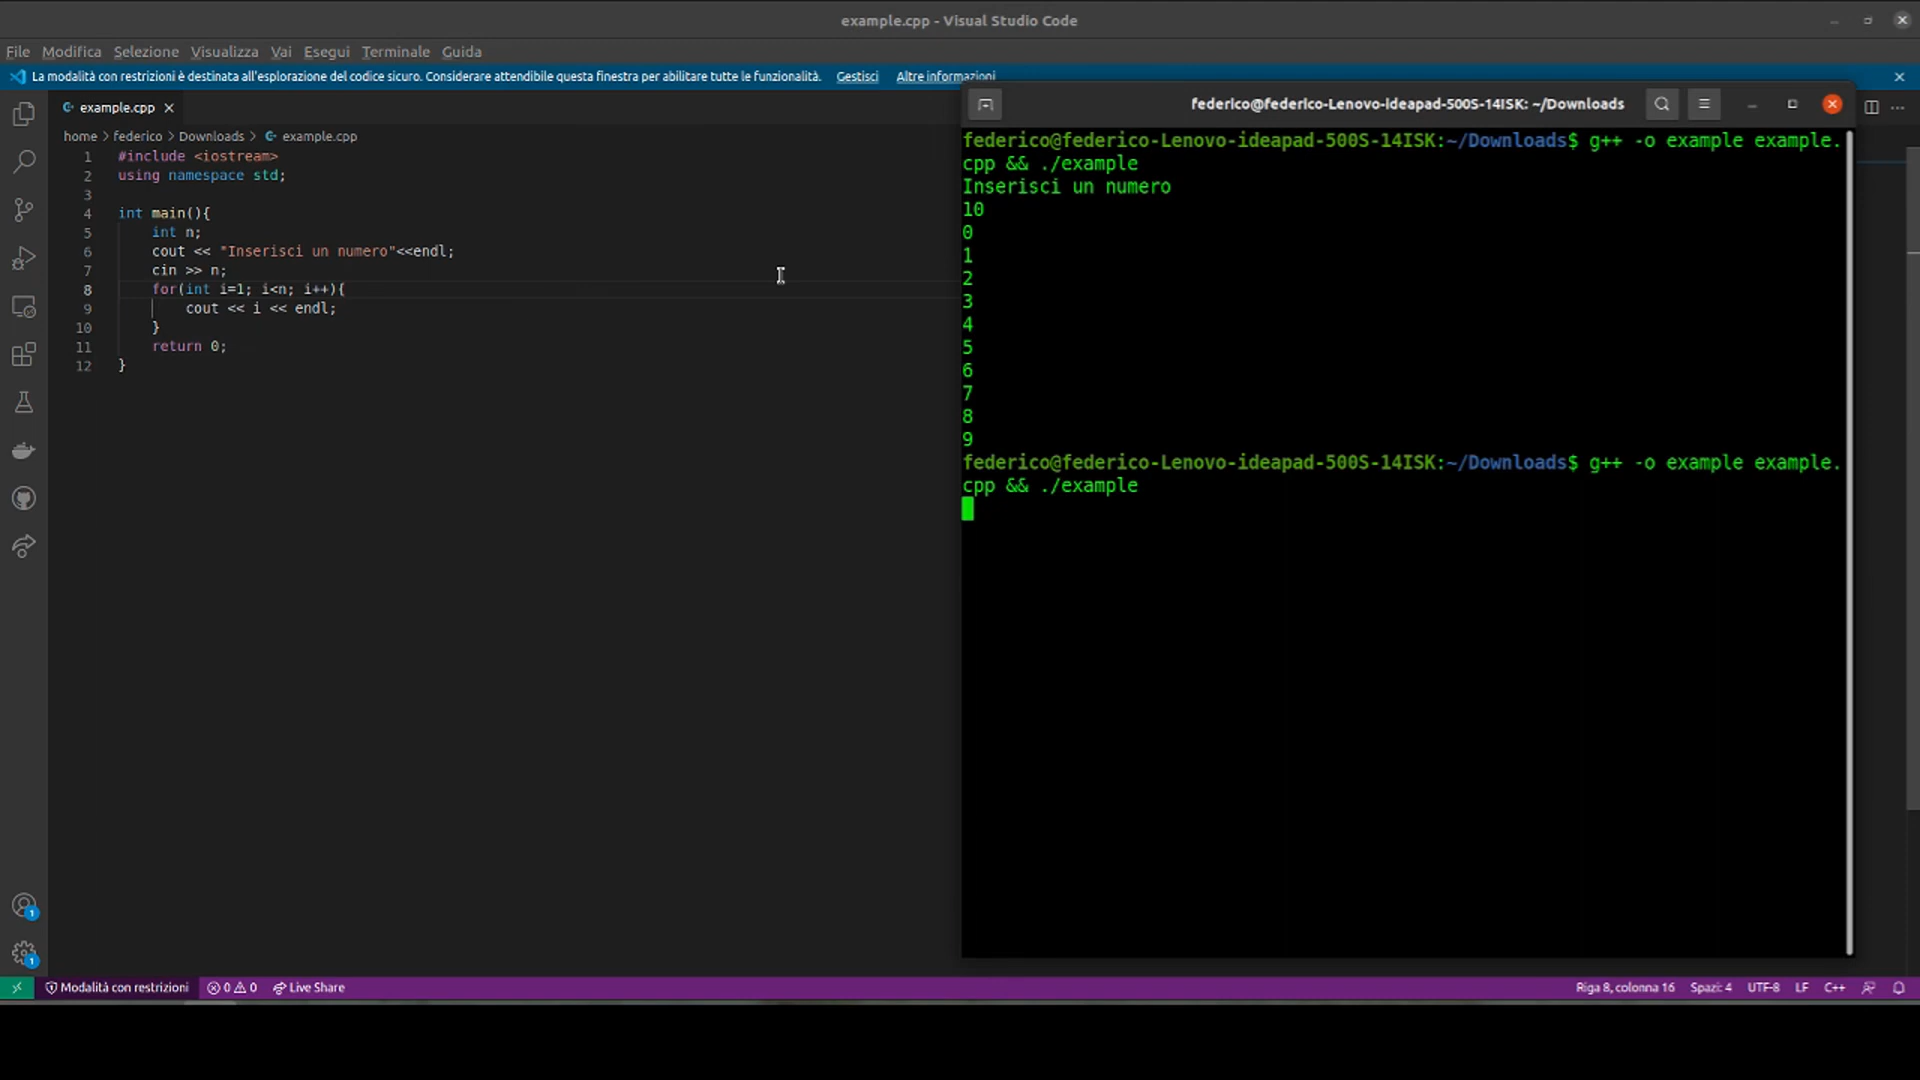 example.cpp - Visual Studio Code
File Modifica Selezione Visualizza Vai Esegui Terminale Guida
La modalità con restrizioni è destinata all'esplorazione del codice sicuro. Considerare attendibile questa finestra per abilitare tutte le funzionalità. Gestisci Altre informazioni
example.cpp
home > federico > Downloads > example.cpp
1 #include <iostream>
2 using namespace std;
3
4 int main(){
5 int n;
6 cout << "Inserisci un numero"<<endl;
7 cin >> n;
8 for(int i=1; i<n; i++){
9 cout << i << endl;
10 }
11 return 0;
12 }
federico@federico-Lenovo-ideapad-500S-14ISK: ~/Downloads
federico@federico-Lenovo-ideapad-500S-14ISK:~/Downloads$ g++ -o example example.
cpp && ./example
Inserisci un numero
10
0
1
2
3
4
5
6
7
8
9
federico@federico-Lenovo-ideapad-500S-14ISK:~/Downloads$ g++ -o example example.
cpp && ./example
1
1
Modalità con restrizioni 0 0 Live Share Riga 8, colonna 16 Spazi: 4 UTF-8 LF C++